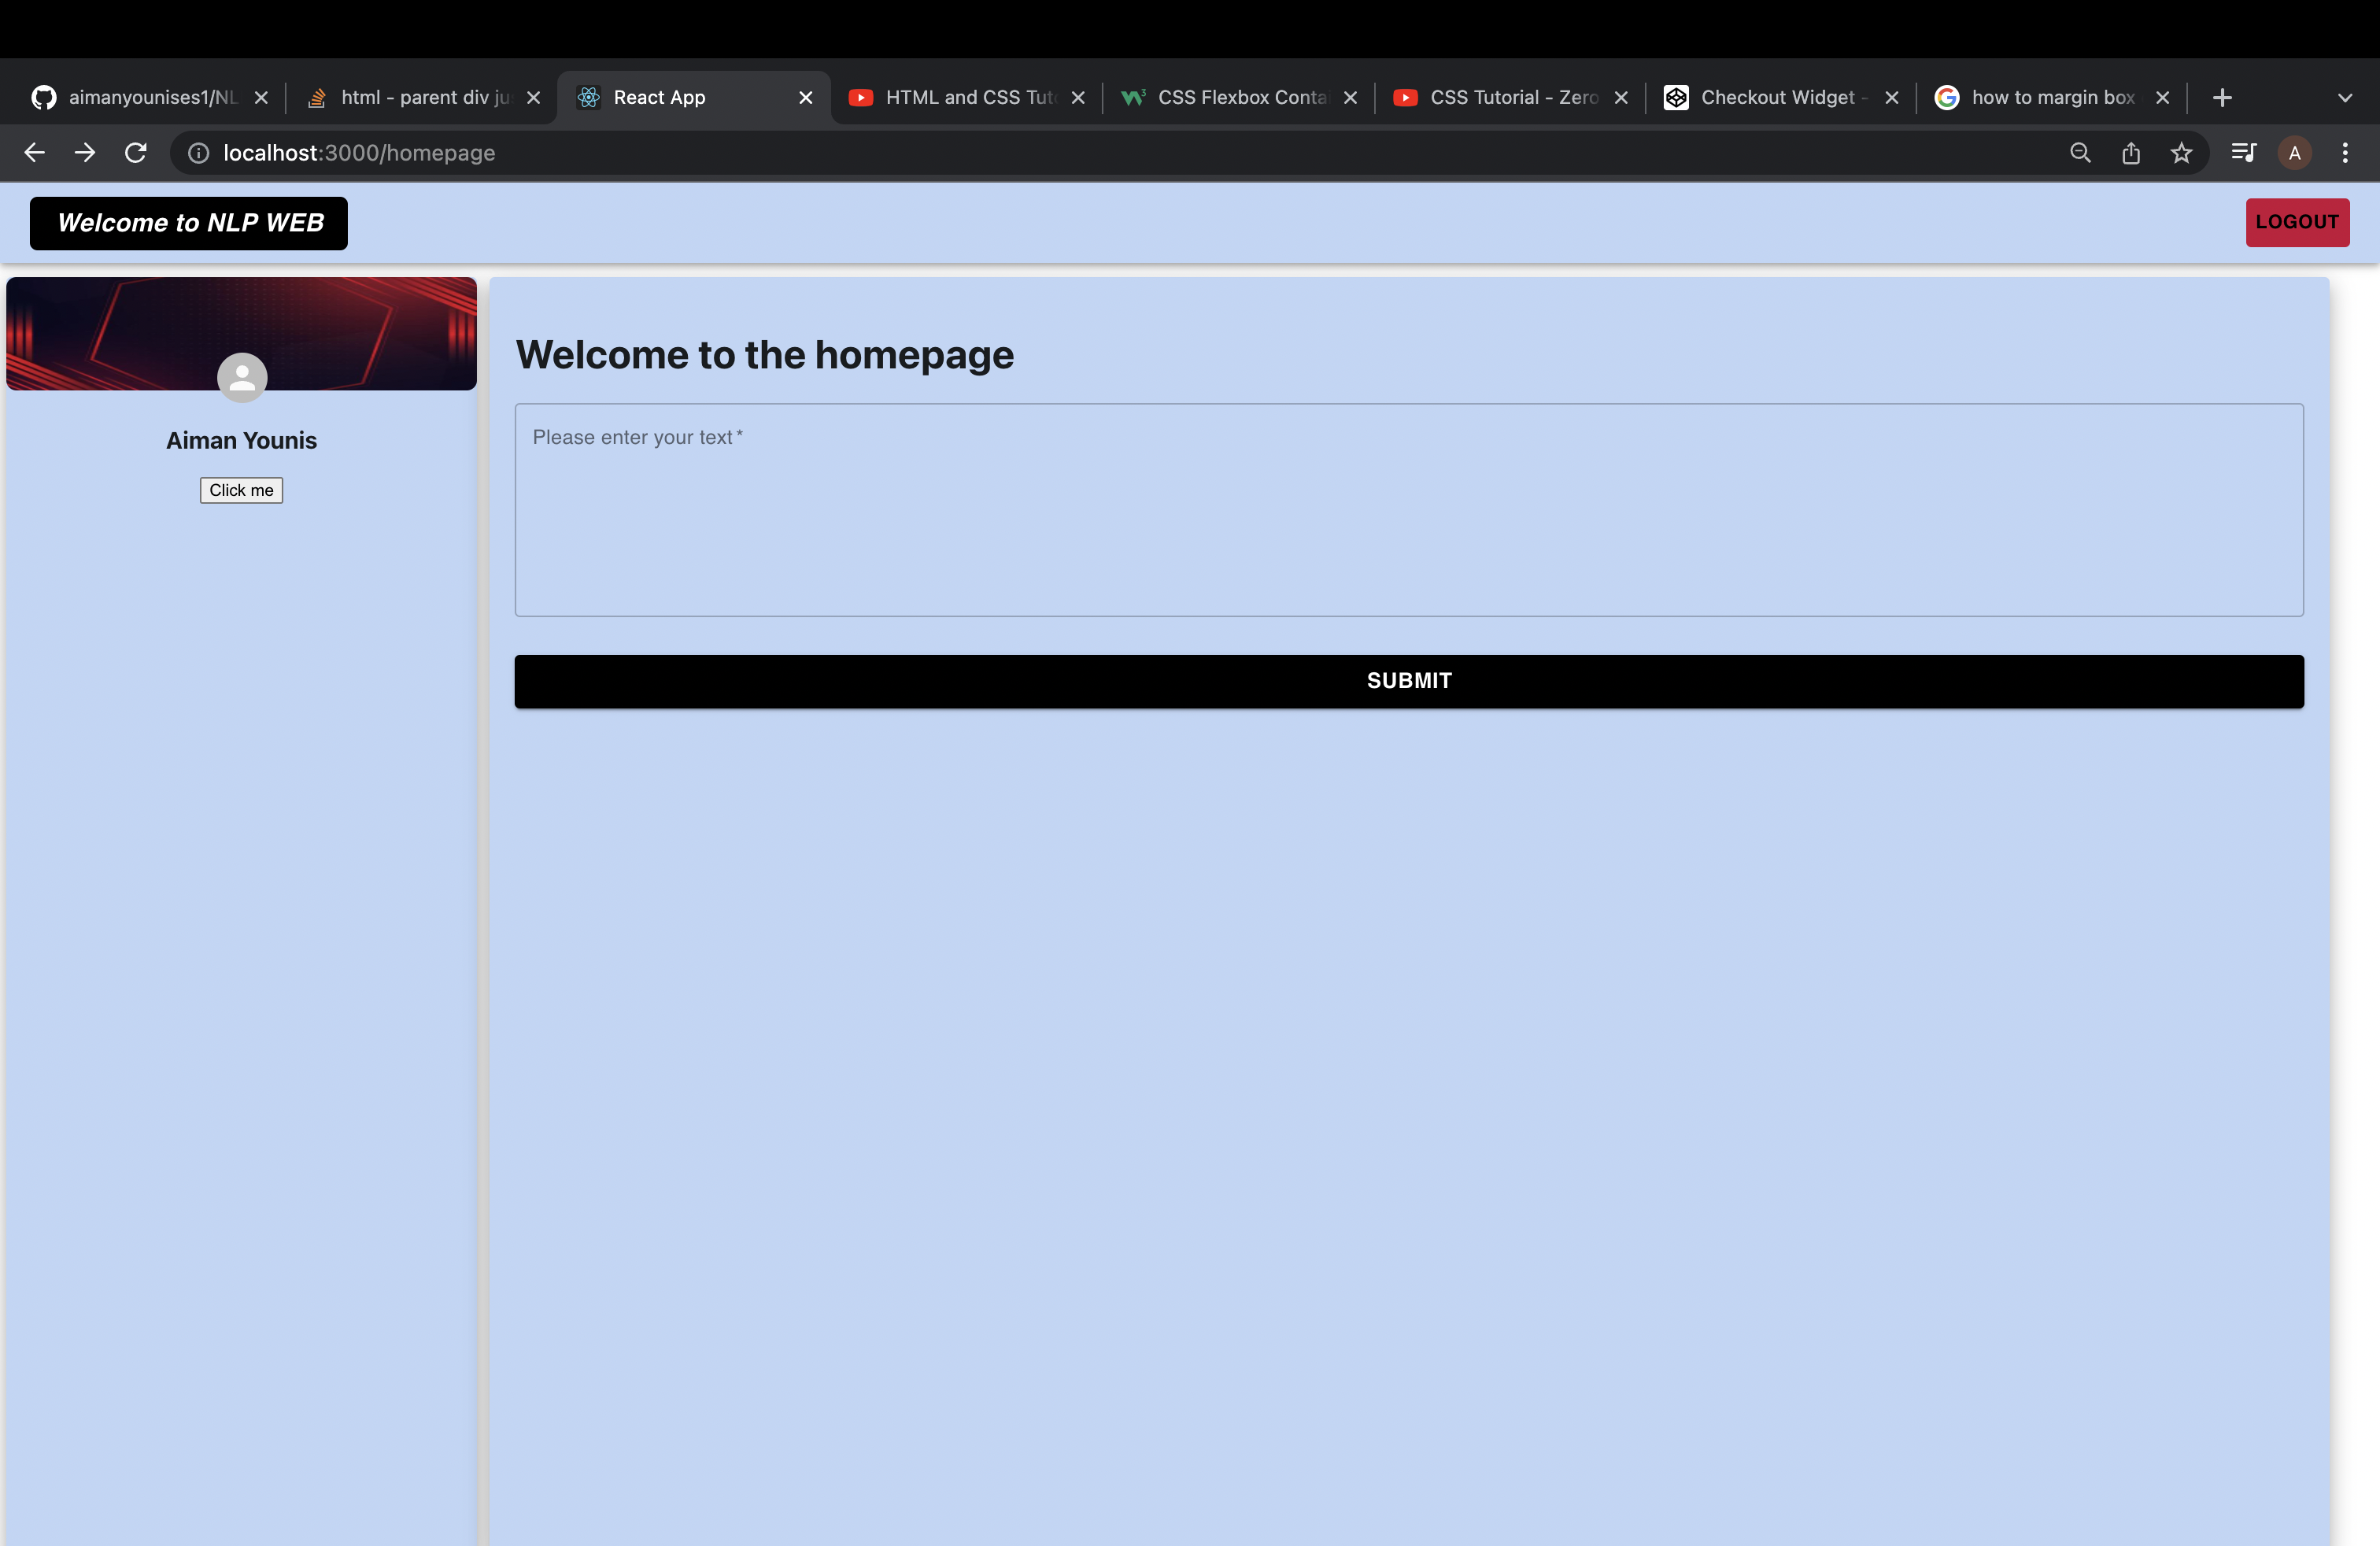 aimanyounises1/NL
html - parent div ju
React App
HTML and CSS Tut
CSS Flexbox Conta
CSS Tutorial - Zero
Checkout Widget -
how to margin box
localhost:3000/homepage
A
Welcome to NLP WEB
LOGOUT
Welcome to the homepage
Please enter your text *
Aiman Younis
Click me
SUBMIT